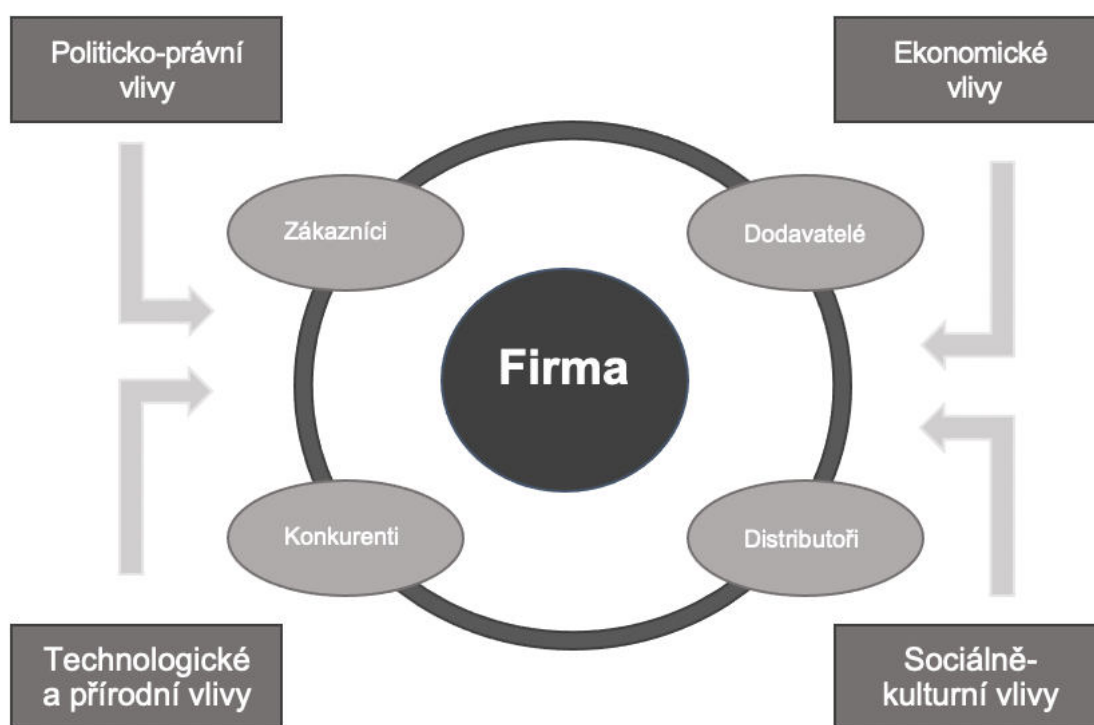 Politicko-právní
vlivy
Ekonomické
vlivy
Zákazníci
Dodavatelé
Firma
Konkurenti
Distributoři
Technologické
a přírodní vlivy
Sociálně-
kulturní vlivy